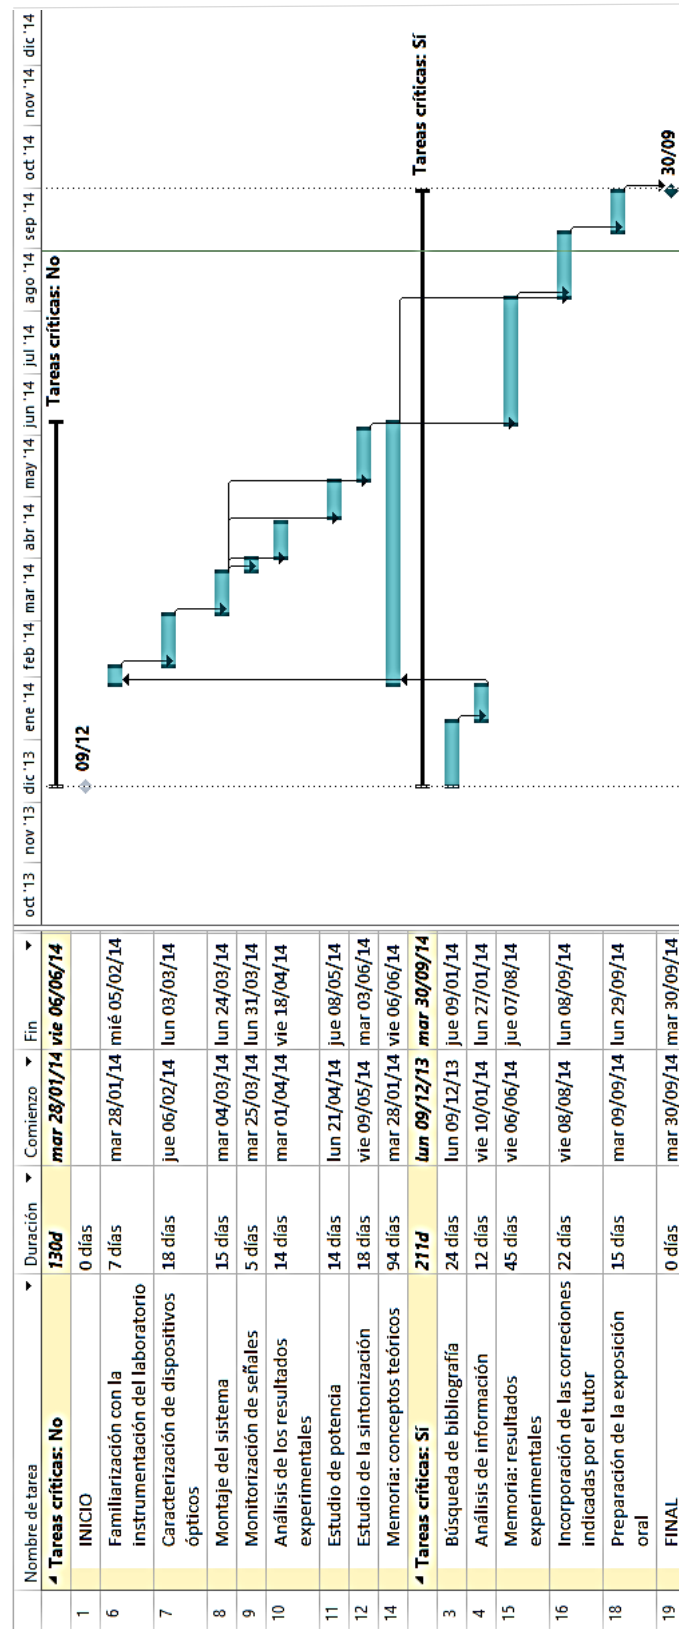 Nombre de tarea Duración Comienzo Fin oct '13 nov '13 dic '13 ene '14 feb '14 mar '14 abr '14 may '14 jun '14 jul '14 ago '14 sep '14 oct '14 nov '14 dic '14
Tareas críticas: No 130d mar 28/01/14 vie 06/06/14 Tareas críticas: No
1 INICIO 0 días 09/12
6 Familiarización con la 7 días mar 28/01/14 mié 05/02/14
instrumentación del laboratorio
7 Caracterización de dispositivos 18 días jue 06/02/14 lun 03/03/14
ópticos
8 Montaje del sistema 15 días mar 04/03/14 lun 24/03/14
9 Monitorización de señales 5 días mar 25/03/14 lun 31/03/14
10 Análisis de los resultados 14 días mar 01/04/14 vie 18/04/14
experimentales
11 Estudio de potencia 14 días lun 21/04/14 jue 08/05/14
12 Estudio de la sintonización 18 días vie 09/05/14 mar 03/06/14
14 Memoria: conceptos teóricos 94 días mar 28/01/14 vie 06/06/14
Tareas críticas: Sí 211d lun 09/12/13 mar 30/09/14 Tareas críticas: Sí
3 Búsqueda de bibliografía 24 días lun 09/12/13 jue 09/01/14
4 Análisis de información 12 días vie 10/01/14 lun 27/01/14
15 Memoria: resultados 45 días vie 06/06/14 jue 07/08/14
experimentales
16 Incorporación de las correciones 22 días vie 08/08/14 lun 08/09/14
indicadas por el tutor
18 Preparación de la exposición 15 días mar 09/09/14 lun 29/09/14
oral
19 FINAL 0 días mar 30/09/14 mar 30/09/14 30/09